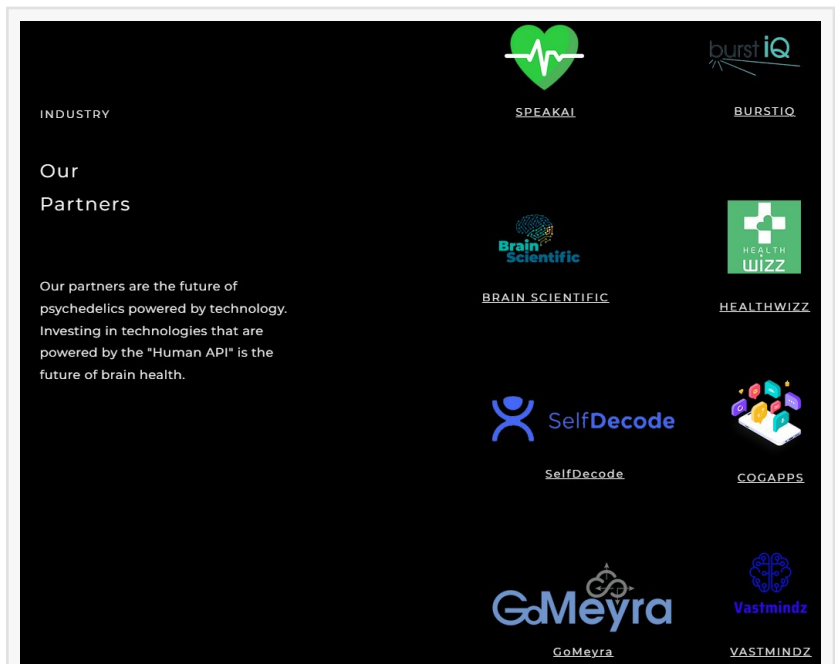 INDUSTRY
Our
Partners
Our partners are the future of
psychedelics powered by technology.
Investing in technologies that are
powered by the "Human API" is the
future of brain health.
SPEAKAI
burst iQ
BURSTIQ
Brain
Scientific
BRAIN SCIENTIFIC
HEALTH
WIZZ
HEALTHWIZZ
SelfDecode
SelfDecode
COGAPPS
GoMeyra
GoMeyra
Vastmindz
VASTMINDZ